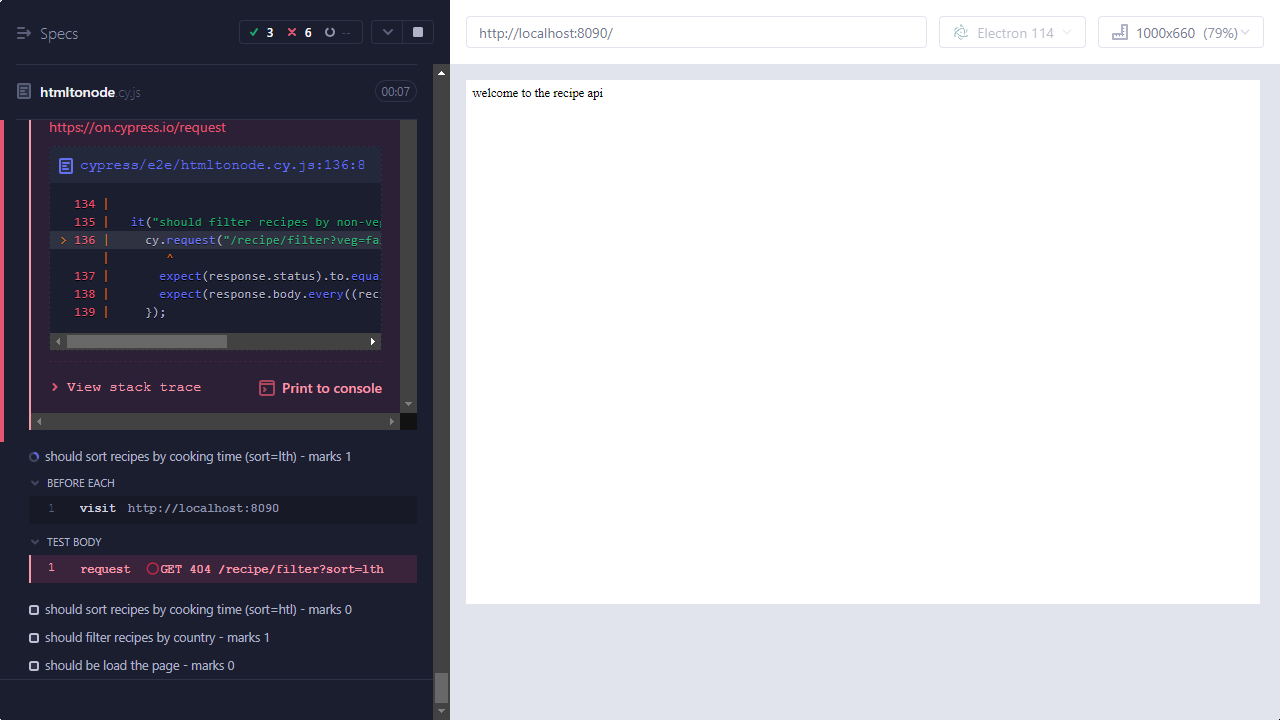 Specs
3 6 --
http://localhost:8090/
Electron 114
1000x660 (79%)
htmltonode.cy.js
00:07
welcome to the recipe api
https://on.cypress.io/request
cypress/e2e/htmltonode.cy.js:136:8
134 |
135 | it("should filter recipes by non-veg
> 136 | cy.request("/recipe/filter?veg=fal
| ^
137 | expect(response.status).to.equal
138 | expect(response.body.every((reci
139 | });
View stack trace
Print to console
should sort recipes by cooking time (sort=lth) - marks 1
BEFORE EACH
1 visit http://localhost:8090
TEST BODY
1 request GET 404 /recipe/filter?sort=lth
should sort recipes by cooking time (sort=htl) - marks 0
should filter recipes by country - marks 1
should be load the page - marks 0